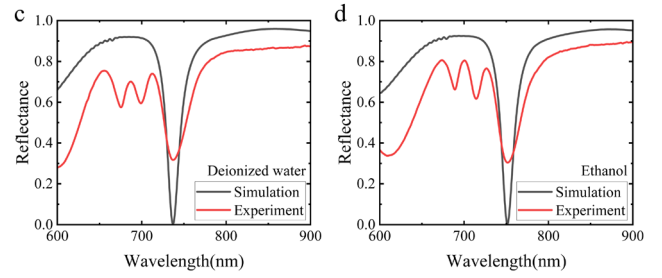 c
1.0
0.8
0.6
0.4
0.2
0.0
Reflectance
Deionized water
Simulation
Experiment
600 700 800 900
Wavelength(nm)
d
1.0
0.8
0.6
0.4
0.2
0.0
Reflectance
Ethanol
Simulation
Experiment
600 700 800 900
Wavelength(nm)